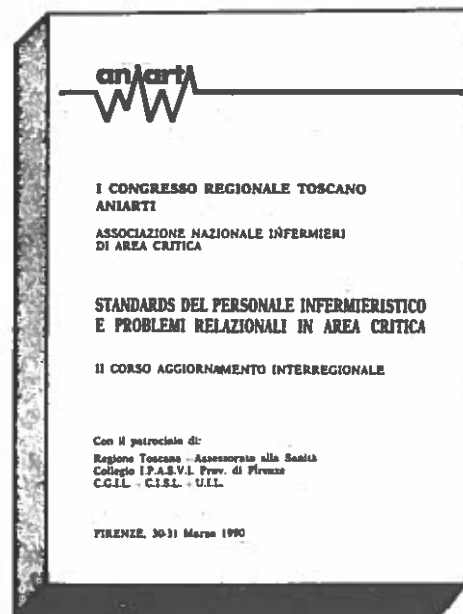 aniarti
I CONGRESSO REGIONALE TOSCANO
ANIARTI
ASSOCIAZIONE NAZIONALE INFERMIERI
DI AREA CRITICA
STANDARDS DEL PERSONALE INFERMIERISTICO
E PROBLEMI RELAZIONALI IN AREA CRITICA
II CORSO AGGIORNAMENTO INTERREGIONALE
Con il patrocinio di:
Regione Toscana - Assessorato alla Sanità
Collegio I.P.A.S.V.I. Prov. di Firenze
C.G.I.L. - C.I.S.L. - U.I.L.
FIRENZE, 30-31 Marzo 1990